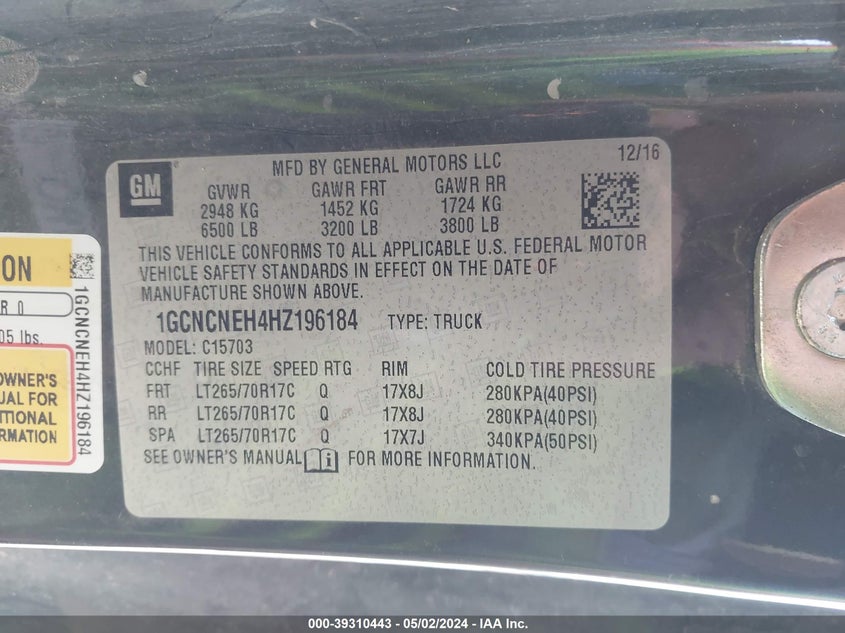 GM
MFD BY GENERAL MOTORS LLC
12/16
GVWR GAWR FRT GAWR RR
2948 KG 1452 KG 1724 KG
6500 LB 3200 LB 3800 LB
THIS VEHICLE CONFORMS TO ALL APPLICABLE U.S. FEDERAL MOTOR
VEHICLE SAFETY STANDARDS IN EFFECT ON THE DATE OF
MANUFACTURE SHOWN ABOVE.
1GCNCNEH4HZ196184 TYPE: TRUCK
MODEL: C15703
CCHF TIRE SIZE SPEED RTG RIM COLD TIRE PRESSURE
FRT LT265/70R17C Q 17X8J 280KPA(40PSI)
RR LT265/70R17C Q 17X8J 280KPA(40PSI)
SPA LT265/70R17C Q 17X7J 340KPA(50PSI)
SEE OWNER'S MANUAL FOR MORE INFORMATION.
ON
R 0
05 lbs.
OWNER'S
UAL FOR
ITIONAL
RMATION
1GCNCNEH4HZ196184
000-39310443 - 05/02/2024 - IAA Inc.